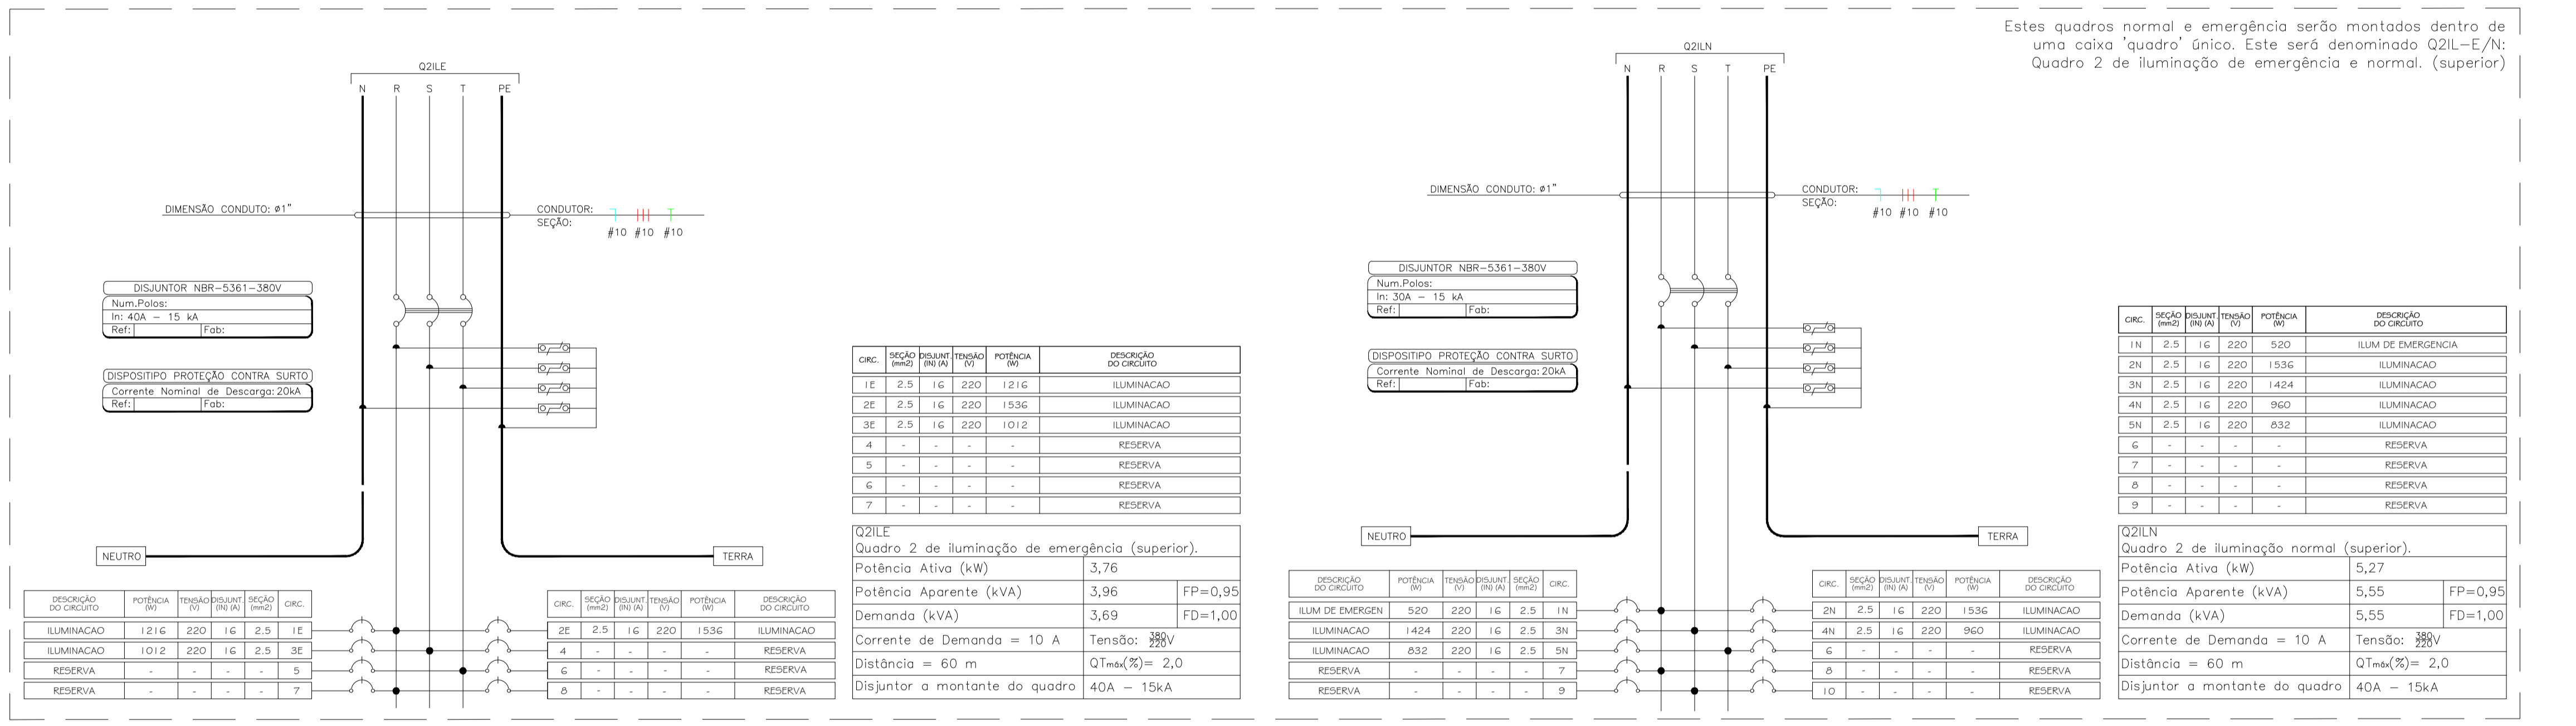 Estes quadros normal e emergência serão montados dentro de
uma caixa 'quadro' único. Este será denominado Q2IL-E/N:
Quadro 2 de iluminação de emergência e normal. (superior)
Q2ILE
N R S T PE
DIMENSÃO CONDUTO: ø1"
CONDUTOR:
SEÇÃO:
#10 #10 #10
DISJUNTOR NBR-5361-380V
Num.Polos:
In: 40A - 15 kA
Ref: Fab:
DISPOSITIPO PROTEÇÃO CONTRA SURTO
Corrente Nominal de Descarga: 20kA
Ref: Fab:
NEUTRO
TERRA
DESCRIÇÃO DO CIRCUITO POTÊNCIA (W) TENSÃO (V) DISJUNT. (IN) (A) SEÇÃO (mm2) CIRC.
ILUMINACAO 1216 220 16 2.5 1E
ILUMINACAO 1012 220 16 2.5 3E
RESERVA - - - - 5
RESERVA - - - - 7
CIRC. SEÇÃO (mm2) DISJUNT. (IN) (A) TENSÃO (V) POTÊNCIA (W) DESCRIÇÃO DO CIRCUITO
2E 2.5 16 220 1536 ILUMINACAO
4 - - - - RESERVA
6 - - - - RESERVA
8 - - - - RESERVA
CIRC. SEÇÃO (mm2) DISJUNT. (IN) (A) TENSÃO (V) POTÊNCIA (W) DESCRIÇÃO DO CIRCUITO
1E 2.5 16 220 1216 ILUMINACAO
2E 2.5 16 220 1536 ILUMINACAO
3E 2.5 16 220 1012 ILUMINACAO
4 - - - - RESERVA
5 - - - - RESERVA
6 - - - - RESERVA
7 - - - - RESERVA
Q2ILE
Quadro 2 de iluminação de emergência (superior).
Potência Ativa (kW) 3,76
Potência Aparente (kVA) 3,96 FP=0,95
Demanda (kVA) 3,69 FD=1,00
Corrente de Demanda = 10 A Tensão: 380/220V
Distância = 60 m QTmáx(%)= 2,0
Disjuntor a montante do quadro 40A - 15kA
Q2ILN
N R S T PE
DIMENSÃO CONDUTO: ø1"
CONDUTOR:
SEÇÃO:
#10 #10 #10
DISJUNTOR NBR-5361-380V
Num.Polos:
In: 30A - 15 kA
Ref: Fab:
DISPOSITIPO PROTEÇÃO CONTRA SURTO
Corrente Nominal de Descarga: 20kA
Ref: Fab:
NEUTRO
TERRA
DESCRIÇÃO DO CIRCUITO POTÊNCIA (W) TENSÃO (V) DISJUNT. (IN) (A) SEÇÃO (mm2) CIRC.
ILUM DE EMERGEN 520 220 16 2.5 1N
ILUMINACAO 1424 220 16 2.5 3N
ILUMINACAO 832 220 16 2.5 5N
RESERVA - - - - 7
RESERVA - - - - 9
CIRC. SEÇÃO (mm2) DISJUNT. (IN) (A) TENSÃO (V) POTÊNCIA (W) DESCRIÇÃO DO CIRCUITO
2N 2.5 16 220 1536 ILUMINACAO
4N 2.5 16 220 960 ILUMINACAO
6 - - - - RESERVA
8 - - - - RESERVA
10 - - - - RESERVA
CIRC. SEÇÃO (mm2) DISJUNT. (IN) (A) TENSÃO (V) POTÊNCIA (W) DESCRIÇÃO DO CIRCUITO
1N 2.5 16 220 520 ILUM DE EMERGENCIA
2N 2.5 16 220 1536 ILUMINACAO
3N 2.5 16 220 1424 ILUMINACAO
4N 2.5 16 220 960 ILUMINACAO
5N 2.5 16 220 832 ILUMINACAO
6 - - - - RESERVA
7 - - - - RESERVA
8 - - - - RESERVA
9 - - - - RESERVA
Q2ILN
Quadro 2 de iluminação normal (superior).
Potência Ativa (kW) 5,27
Potência Aparente (kVA) 5,55 FP=0,95
Demanda (kVA) 5,55 FD=1,00
Corrente de Demanda = 10 A Tensão: 380/220V
Distância = 60 m QTmáx(%)= 2,0
Disjuntor a montante do quadro 40A - 15kA